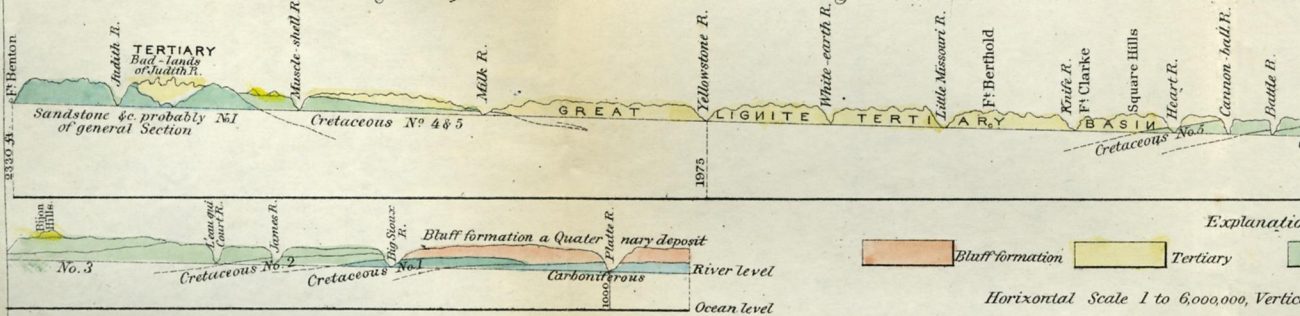 Ft. Benton
2330 ft.
Judith R.
TERTIARY
Bad-lands
of Judith R.
Muscle-shell R.
Milk R.
Yellowstone R.
White-earth R.
Little Missouri R.
Ft. Berthold
Knife R.
Ft. Clarke
Square Hills
Heart R.
Cannon-ball R.
Battle R.
Sandstone &c. probably No. 1
of general Section
Cretaceous No. 4 & 5
GREAT LIGNITE TERTIARY BASIN
Cretaceous No. 5
1975
Bijou
Hills
L'eau qui
Court R.
James R.
Big Sioux
R.
Bluff formation a Quaternary deposit
Platte R.
No. 3
Cretaceous No. 2
Cretaceous No. 1
Carboniferous
1000
River level
Ocean level
Explanatio
Bluff formation
Tertiary
Horizontal Scale 1 to 6,000,000, Vertic